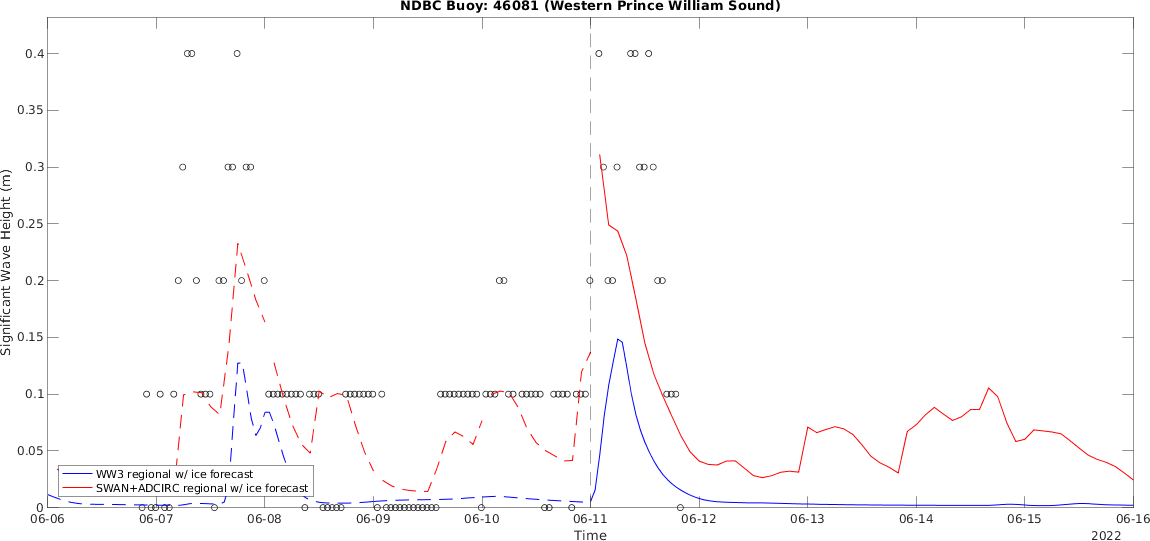 NDBC Buoy: 46081 (Western Prince William Sound)
0.4
0.35
0.3
0.25
0.2
0.15
0.1
0.05
0
Significant Wave Height (m)
WW3 regional w/ ice forecast
SWAN+ADCIRC regional w/ ice forecast
06-06 06-07 06-08 06-09 06-10 06-11 06-12 06-13 06-14 06-15 06-16
Time
2022